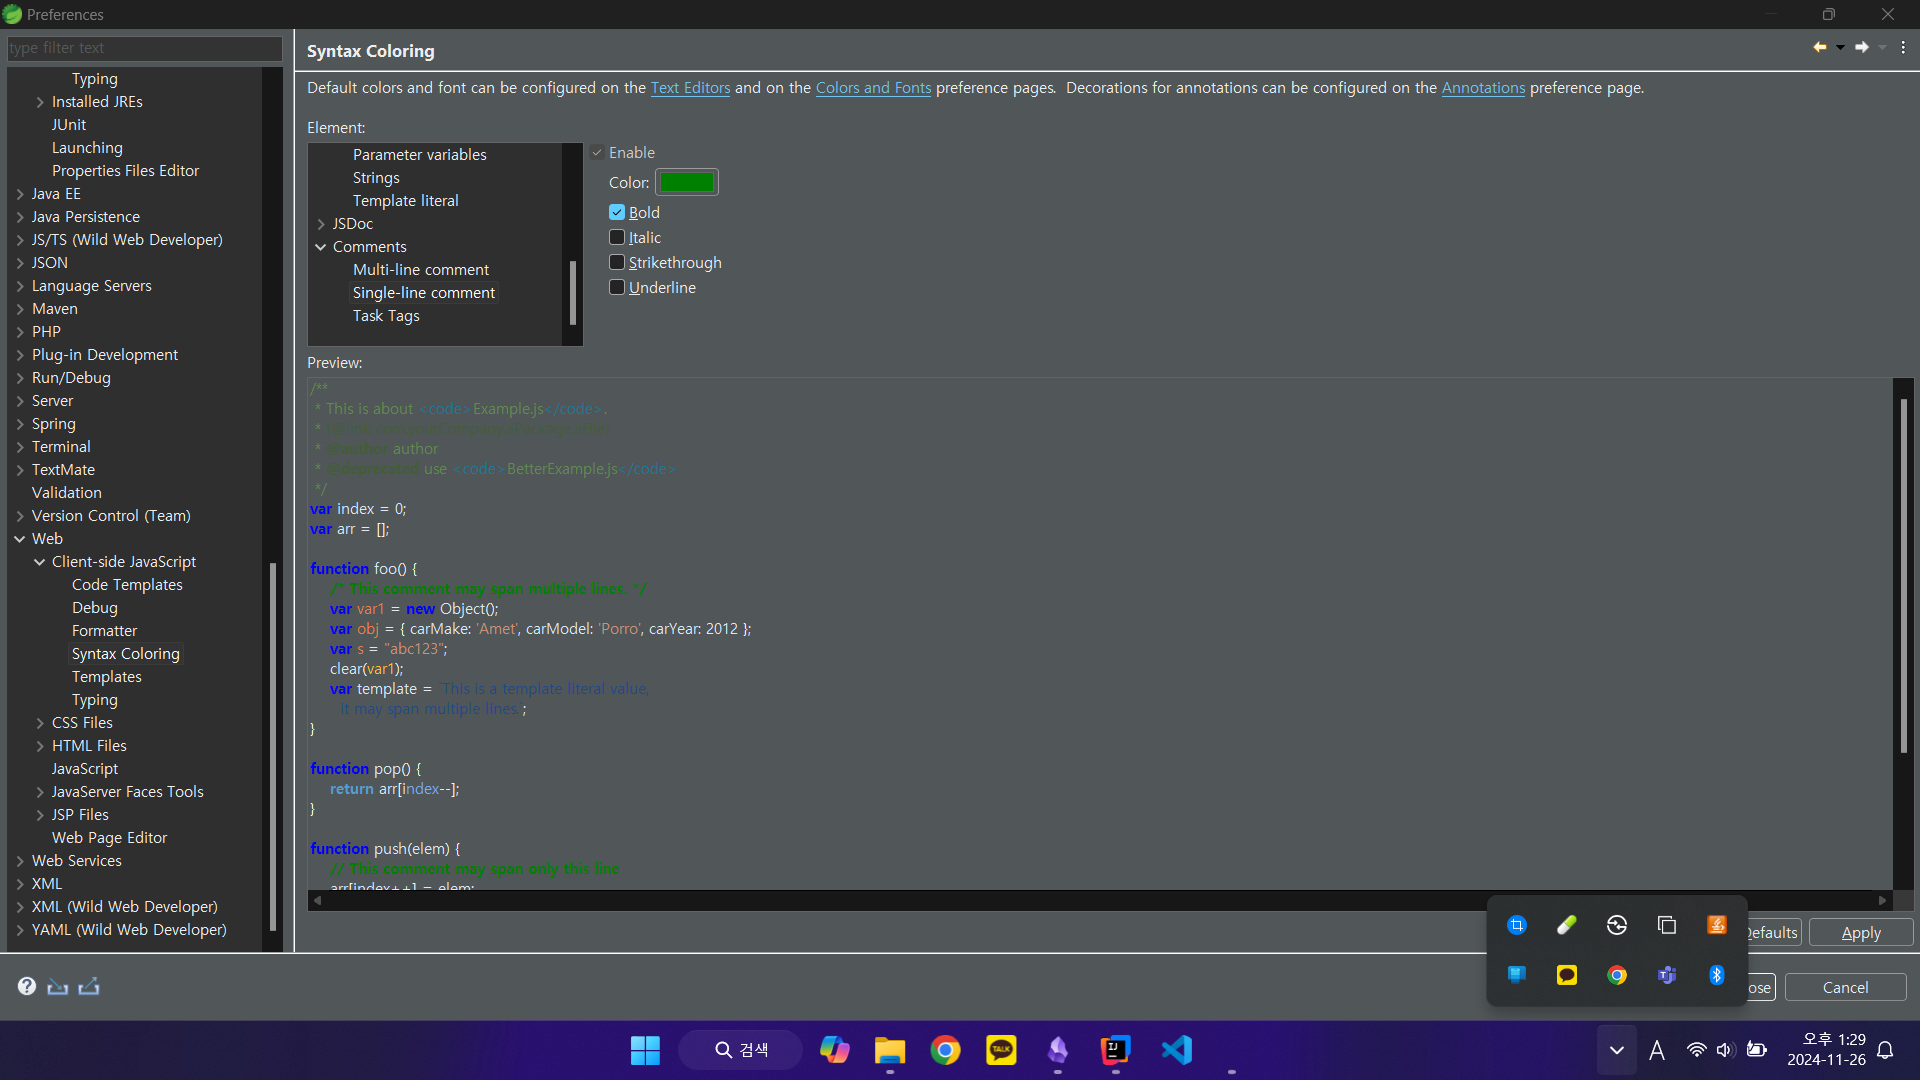 Preferences
type filter text
Typing
Installed JREs
JUnit
Launching
Properties Files Editor
Java EE
Java Persistence
JS/TS (Wild Web Developer)
JSON
Language Servers
Maven
PHP
Plug-in Development
Run/Debug
Server
Spring
Terminal
TextMate
Validation
Version Control (Team)
Web
Client-side JavaScript
Code Templates
Debug
Formatter
Syntax Coloring
Templates
Typing
CSS Files
HTML Files
JavaScript
JavaServer Faces Tools
JSP Files
Web Page Editor
Web Services
XML
XML (Wild Web Developer)
YAML (Wild Web Developer)
Syntax Coloring
Default colors and font can be configured on the Text Editors and on the Colors and Fonts preference pages. Decorations for annotations can be configured on the Annotations preference page.
Element:
Parameter variables
Strings
Template literal
JSDoc
Comments
Multi-line comment
Single-line comment
Task Tags
Enable
Color:
Bold
Italic
Strikethrough
Underline
Preview:
/**
* This is about <code>Example.js</code>.
*
* @author author
* @deprecated use <code>BetterExample.js</code>
*/
var index = 0;
var arr = [];
function foo() {
/* This comment may span multiple lines. */
var var1 = new Object();
var obj = { carMake: 'Amet', carModel: 'Porro', carYear: 2012 };
var s = "abc123";
clear(var1);
var template = `This is a template literal value,
it may span multiple lines.`;
}
function pop() {
return arr[index--];
}
function push(elem) {
// This comment may span only this line
arr[index++] = elem;
efaults
Apply
ose
Cancel
검색
TALK
IJ
A
오후 1:29
2024-11-26